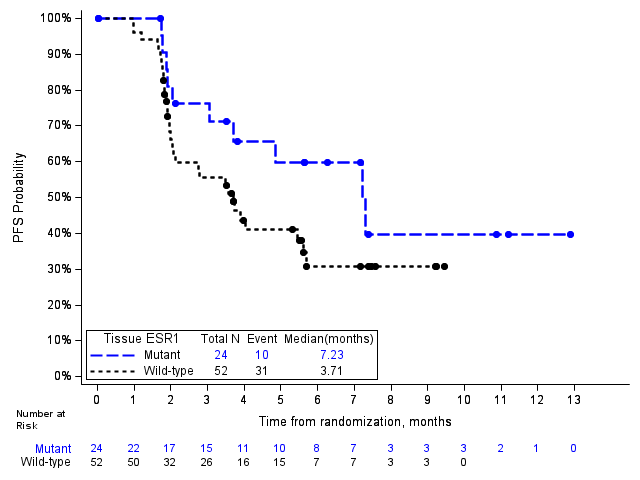 100%
90%
80%
70%
60%
50%
40%
30%
20%
10%
0%
PFS Probability
Tissue ESR1 Total N Event Median(months)
Mutant 24 10 7.23
Wild-type 52 31 3.71
0 1 2 3 4 5 6 7 8 9 10 11 12 13
Time from randomization, months
Number at
Risk
Mutant 24 22 17 15 11 10 8 7 3 3 3 2 1 0
Wild-type 52 50 32 26 16 15 7 7 3 3 0